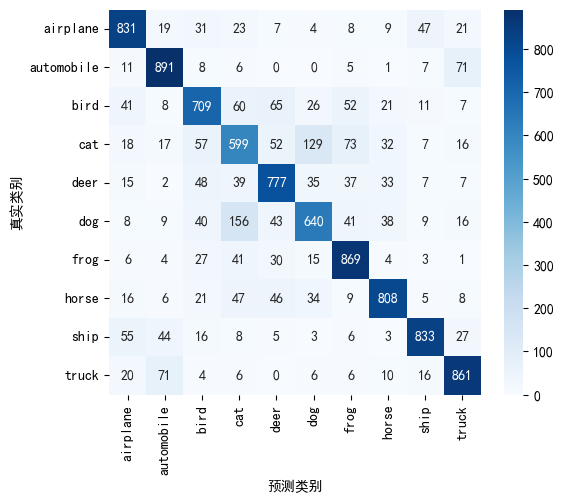 airplane 831 19 31 23 7 4 8 9 47 21
automobile 11 891 8 6 0 0 5 1 7 71
bird 41 8 709 60 65 26 52 21 11 7
cat 18 17 57 599 52 129 73 32 7 16
deer 15 2 48 39 777 35 37 33 7 7
dog 8 9 40 156 43 640 41 38 9 16
frog 6 4 27 41 30 15 869 4 3 1
horse 16 6 21 47 46 34 9 808 5 8
ship 55 44 16 8 5 3 6 3 833 27
truck 20 71 4 6 0 6 6 10 16 861
airplane automobile bird cat deer dog frog horse ship truck
预测类别
真实类别
800
700
600
500
400
300
200
100
0